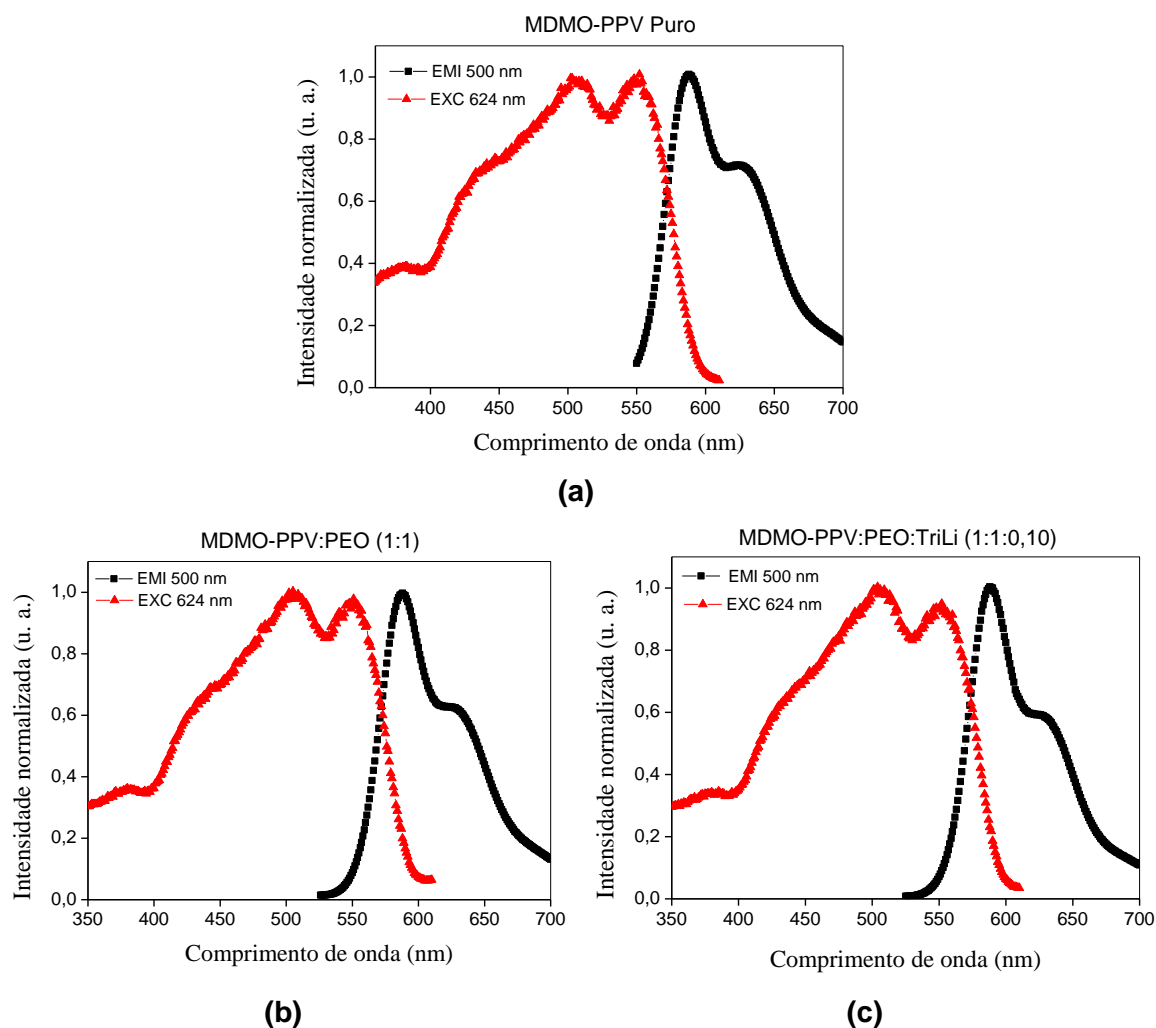 MDMO-PPV Puro
EMI 500 nm
EXC 624 nm
1,0
0,8
0,6
0,4
0,2
0,0
Intensidade normalizada (u. a.)
400 450 500 550 600 650 700
Comprimento de onda (nm)
(a)
MDMO-PPV:PEO (1:1)
EMI 500 nm
EXC 624 nm
1,0
0,8
0,6
0,4
0,2
0,0
Intensidade normalizada (u. a.)
350 400 450 500 550 600 650 700
Comprimento de onda (nm)
(b)
MDMO-PPV:PEO:TriLi (1:1:0,10)
EMI 500 nm
EXC 624 nm
1,0
0,8
0,6
0,4
0,2
0,0
Intensidade normalizada (u. a.)
350 400 450 500 550 600 650 700
Comprimento de onda (nm)
(c)